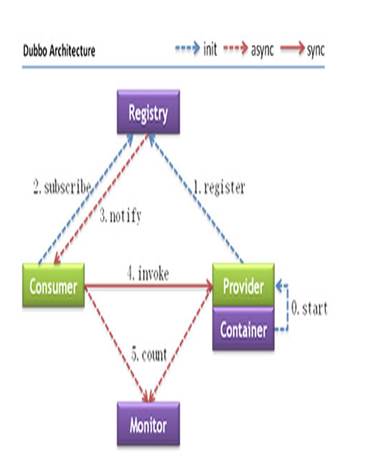 Dubbo Architecture
init
async
sync
Registry
2. subscribe
1. register
3. notify
4. invoke
Consumer
Provider
0. start
Container
5. count
Monitor